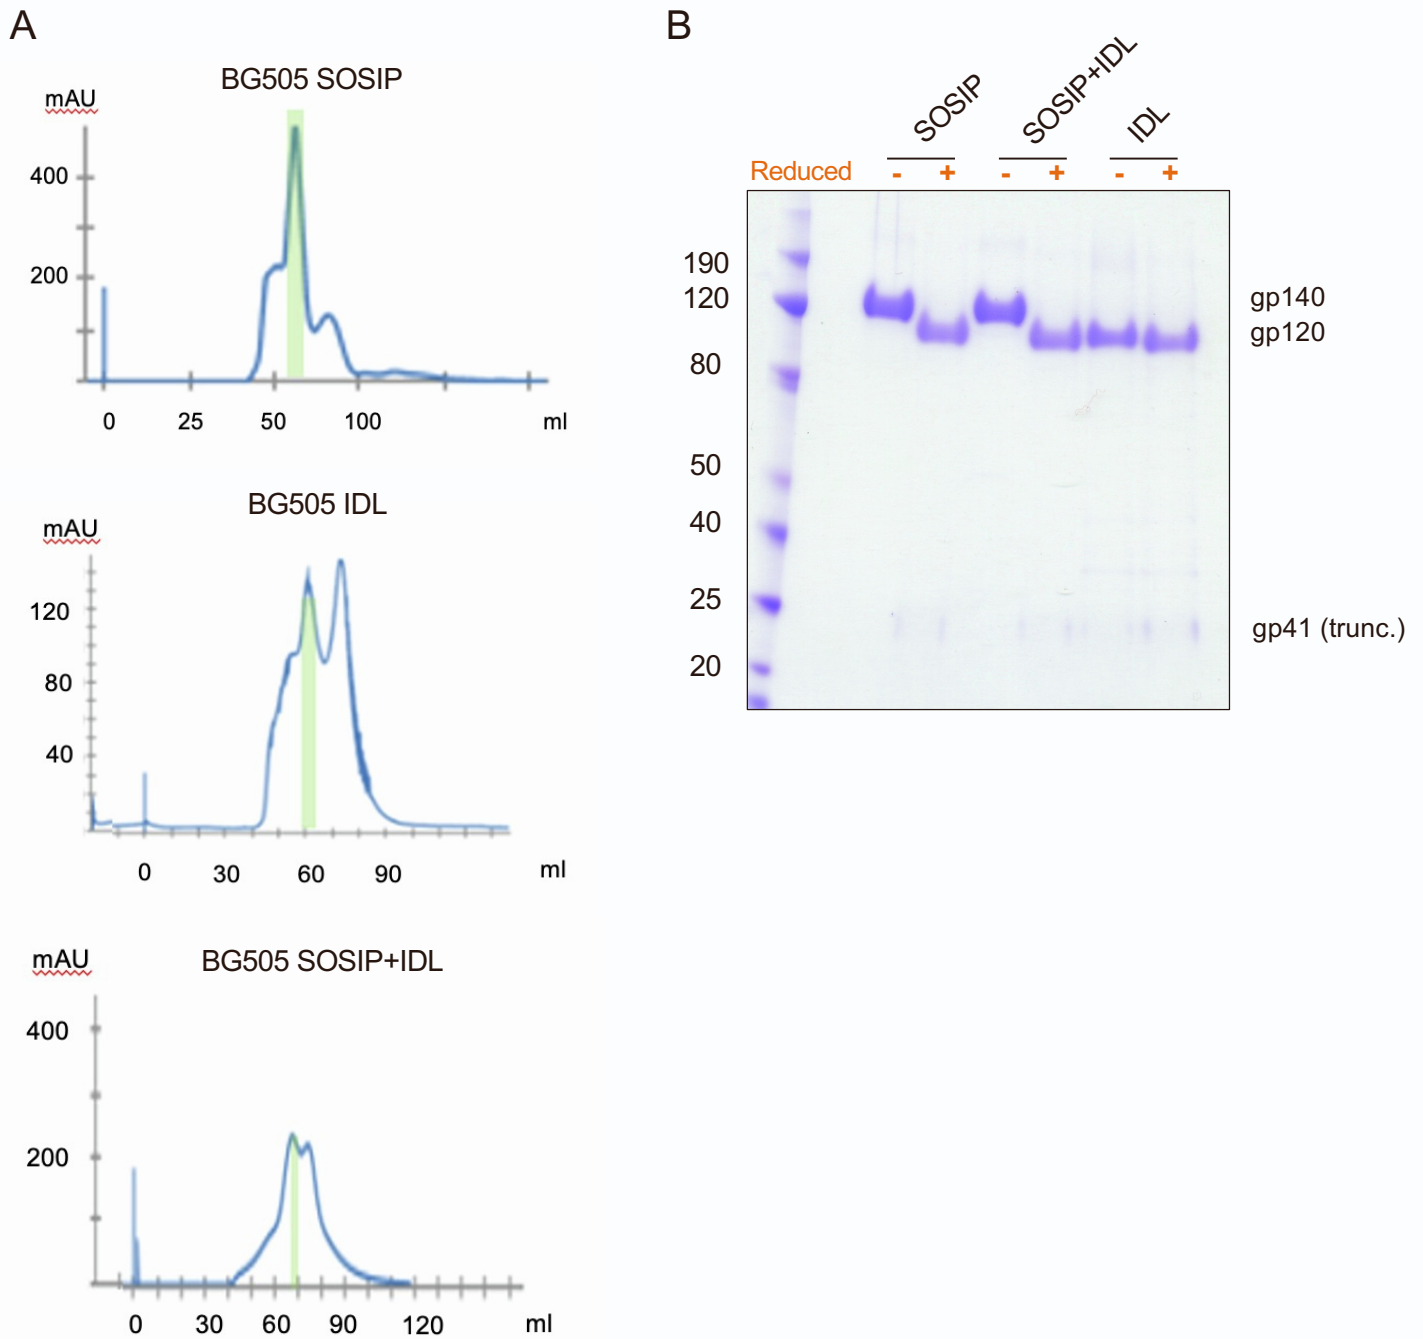 A
BG505 SOSIP
mAU
400
200
0 25 50 100 ml
BG505 IDL
mAU
120
80
40
0 30 60 90 ml
BG505 SOSIP+IDL
mAU
400
200
0 30 60 90 120 ml
B
SOSIP SOSIP+IDL IDL
Reduced - + - + - +
190
120
80
50
40
25
20
gp140
gp120
gp41 (trunc.)